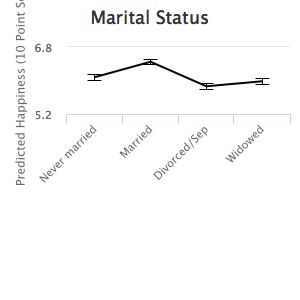 Marital Status
Predicted Happiness (10 Point
6.8
5.2
Never married
Married
Divorced/Sep
Widowed